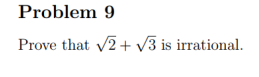 Problem 9
Prove that √2 + √3 is irrational.